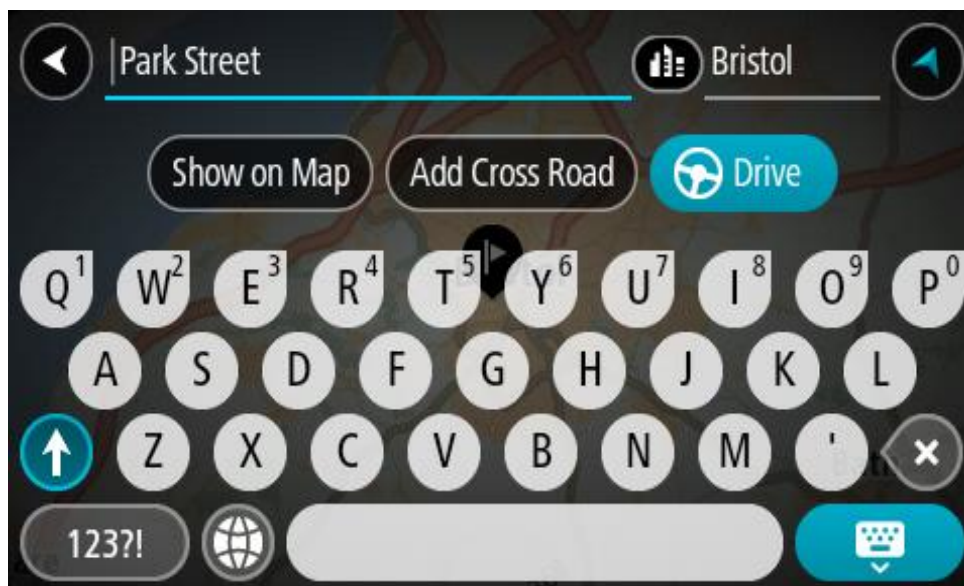 Park Street Bristol
Show on Map Add Cross Road Drive
Q1 W2 E3 R4 T5 Y6 U7 I8 O9 P0
A S D F G H J K L
Z X C V B N M '
123?!